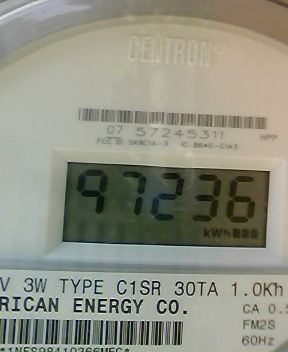 CENTRON®
07 57245311 HPP
97236
kWh
V 3W TYPE C1SR 30TA 1.0Kh
RICAN ENERGY CO.
CA 0.5
FM2S
60Hz